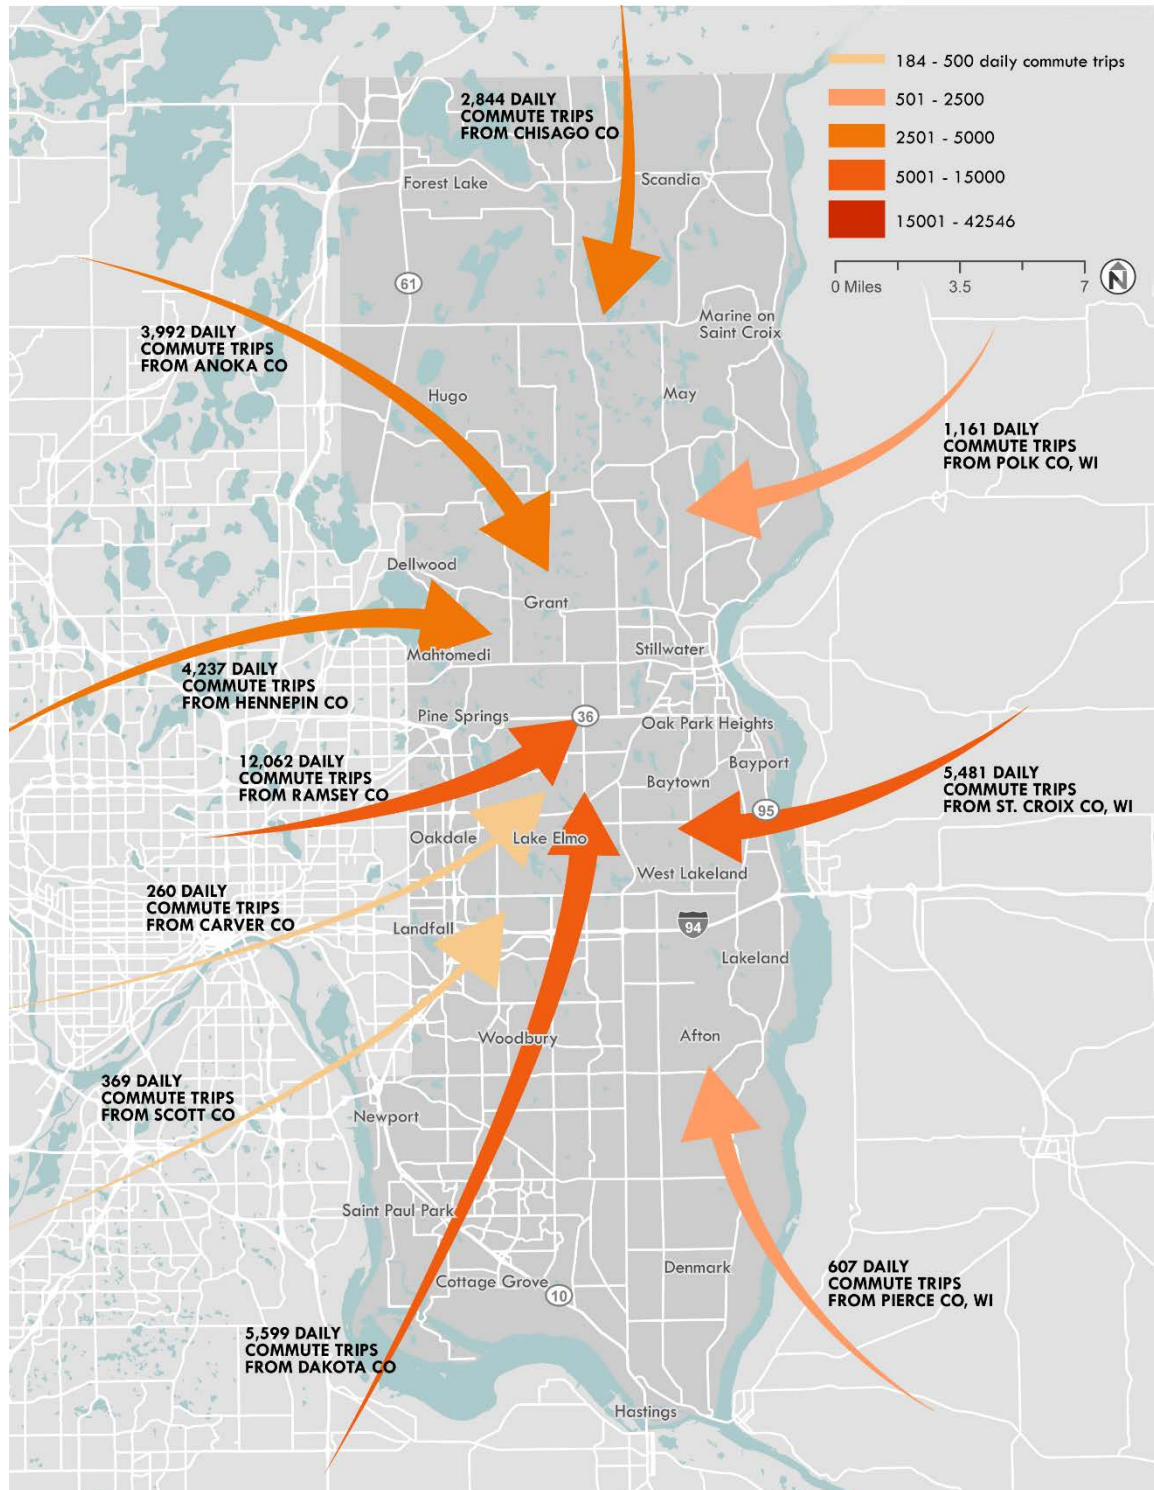 184 - 500 daily commute trips
501 - 2500
2501 - 5000
5001 - 15000
15001 - 42546
0 Miles 3.5 7
N
2,844 DAILY
COMMUTE TRIPS
FROM CHISAGO CO
Forest Lake
Scandia
61
Marine on
Saint Croix
3,992 DAILY
COMMUTE TRIPS
FROM ANOKA CO
Hugo
May
1,161 DAILY
COMMUTE TRIPS
FROM POLK CO, WI
Dellwood
Grant
Stillwater
Mahtomedi
4,237 DAILY
COMMUTE TRIPS
FROM HENNEPIN CO
Pine Springs
36
Oak Park Heights
Bayport
12,062 DAILY
COMMUTE TRIPS
FROM RAMSEY CO
Baytown
5,481 DAILY
COMMUTE TRIPS
FROM ST. CROIX CO, WI
95
Oakdale
Lake Elmo
West Lakeland
260 DAILY
COMMUTE TRIPS
FROM CARVER CO
Landfall
94
Lakeland
Woodbury
Afton
369 DAILY
COMMUTE TRIPS
FROM SCOTT CO
Newport
Saint Paul Park
Denmark
607 DAILY
COMMUTE TRIPS
FROM PIERCE CO, WI
Cottage Grove
10
5,599 DAILY
COMMUTE TRIPS
FROM DAKOTA CO
Hastings